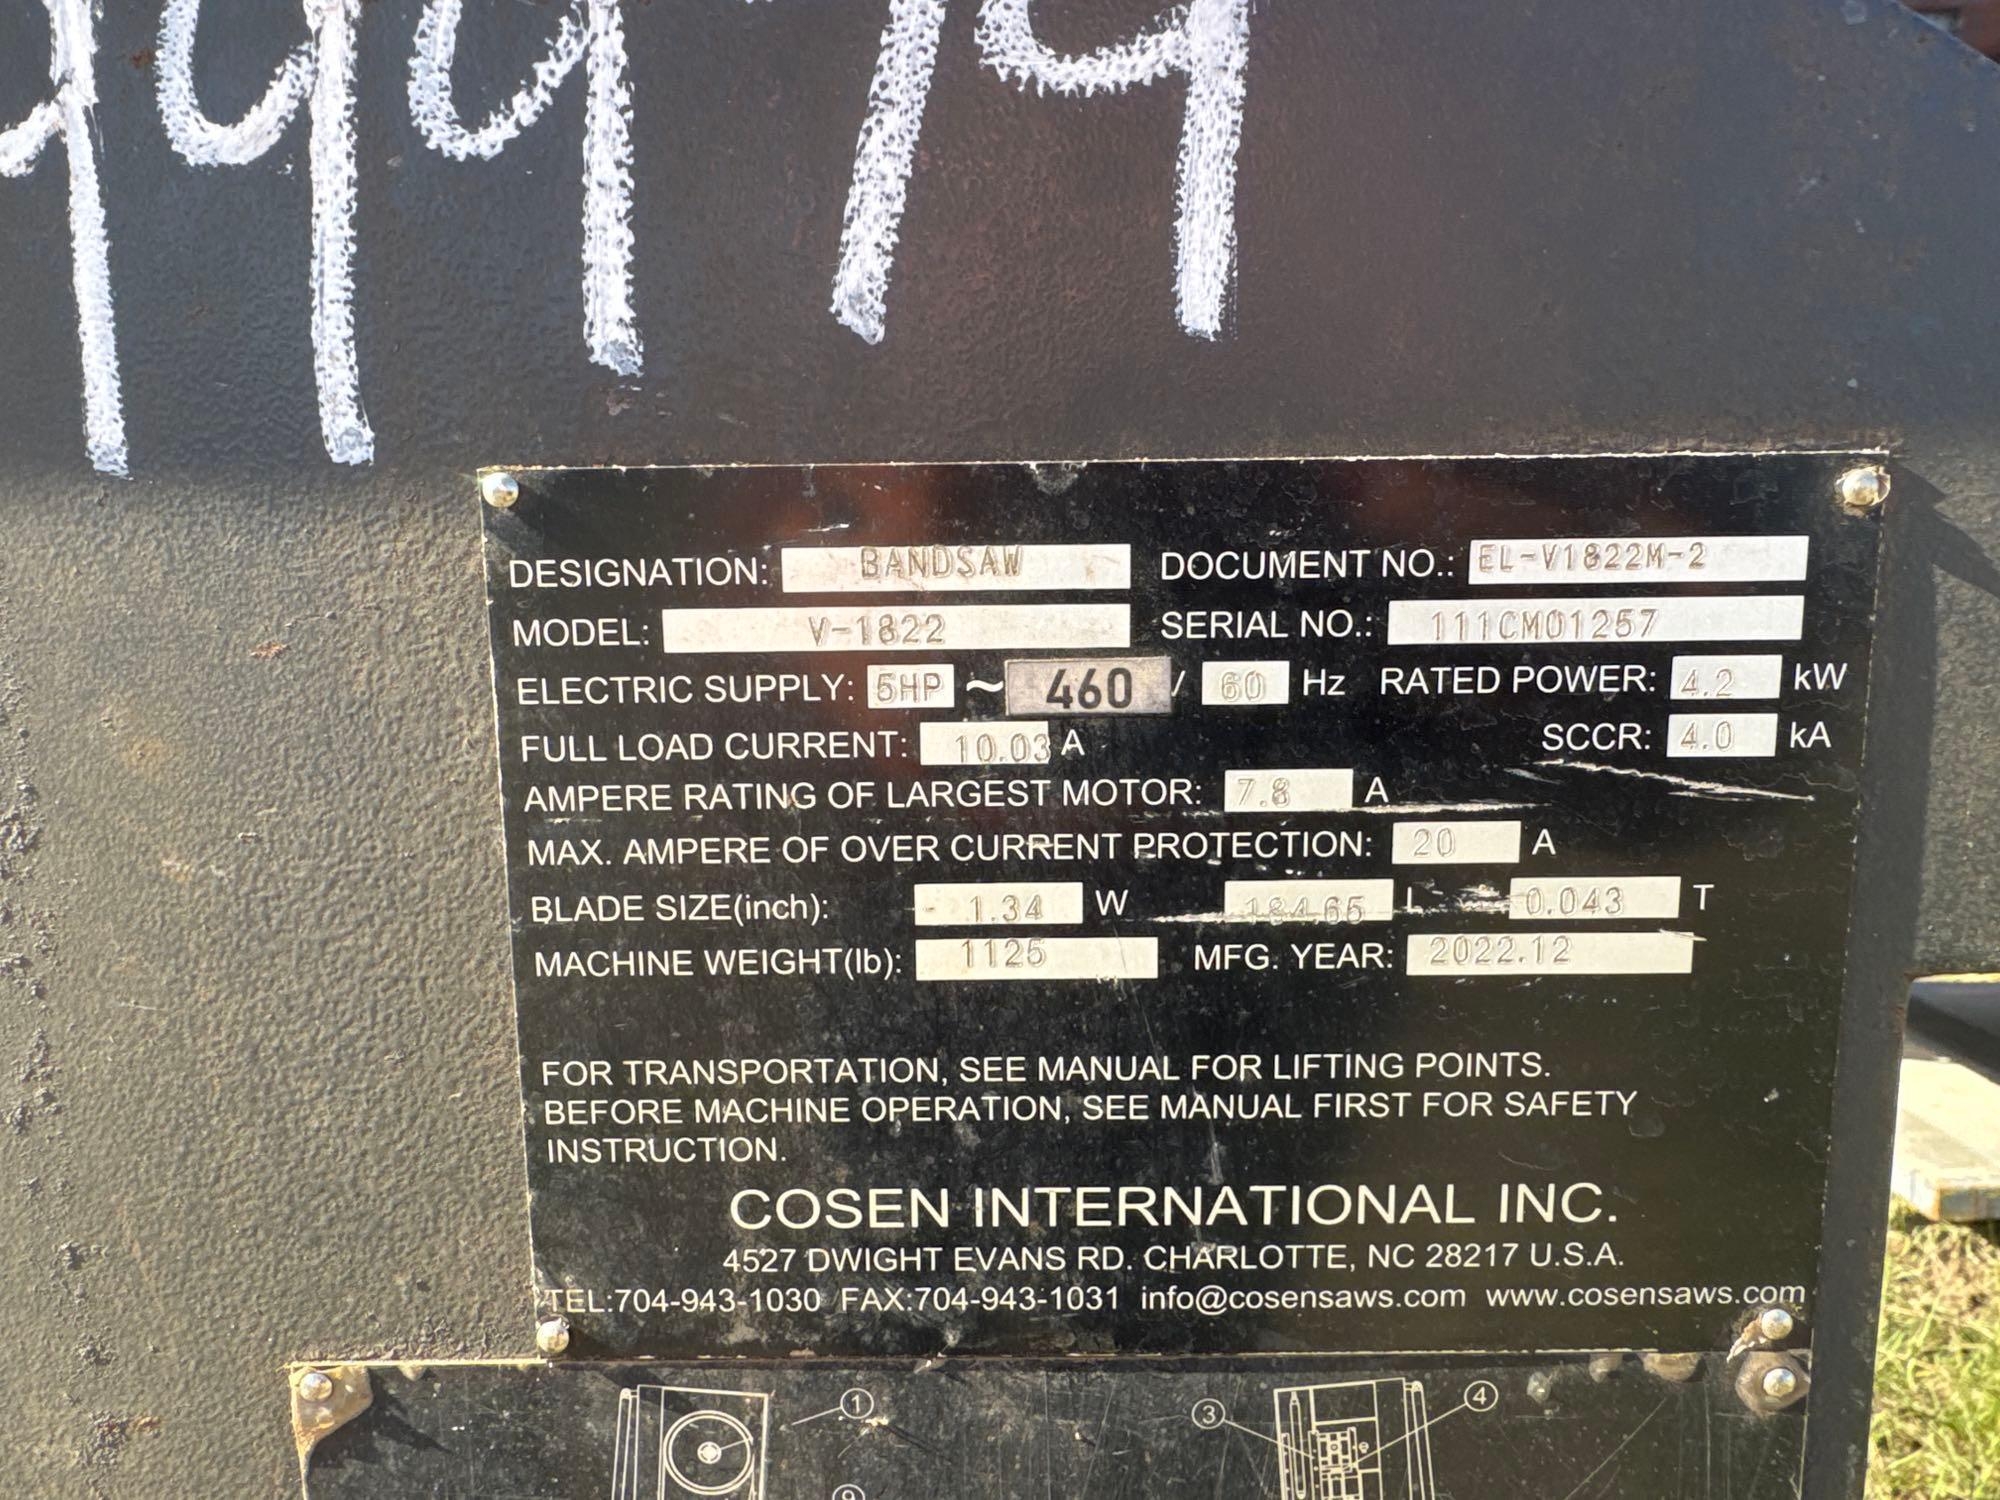 DESIGNATION: BANDSAW DOCUMENT NO.: EL-V1822M-2
MODEL: V-1822 SERIAL NO.: 111CM01257
ELECTRIC SUPPLY: 5HP ~ 460 / 60 Hz RATED POWER: 4.2 kW
FULL LOAD CURRENT: 10.03 A SCCR: 4.0 kA
AMPERE RATING OF LARGEST MOTOR: 7.8 A
MAX. AMPERE OF OVER CURRENT PROTECTION: 20 A
BLADE SIZE(inch): 1.34 W 184.65 L 0.043 T
MACHINE WEIGHT(lb): 1125 MFG. YEAR: 2022.12
FOR TRANSPORTATION, SEE MANUAL FOR LIFTING POINTS.
BEFORE MACHINE OPERATION, SEE MANUAL FIRST FOR SAFETY
INSTRUCTION.
COSEN INTERNATIONAL INC.
4527 DWIGHT EVANS RD. CHARLOTTE, NC 28217 U.S.A.
TEL:704-943-1030 FAX:704-943-1031 info@cosensaws.com www.cosensaws.com
1 3 4